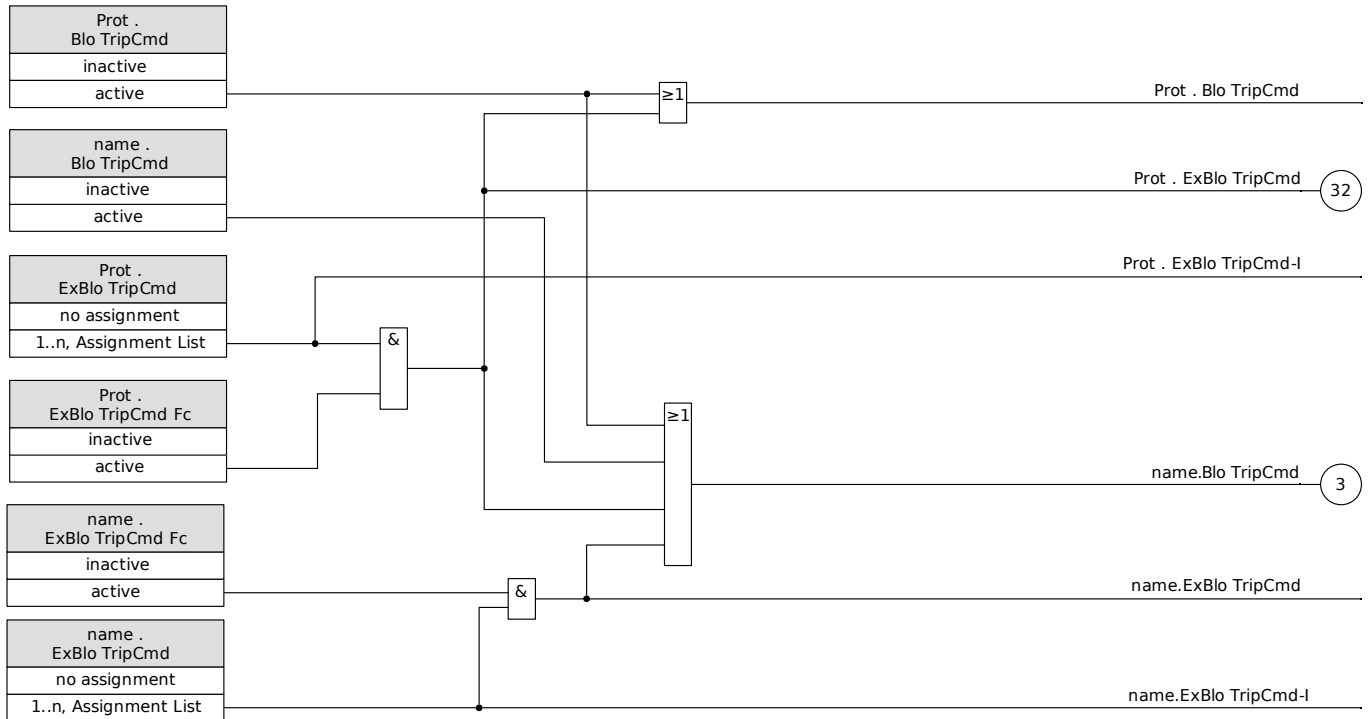 Prot .
Blo TripCmd
inactive
active
≥1
Prot . Blo TripCmd
name .
Blo TripCmd
inactive
active
Prot . ExBlo TripCmd
32
Prot .
ExBlo TripCmd
no assignment
1..n, Assignment List
Prot . ExBlo TripCmd-I
&
Prot .
ExBlo TripCmd Fc
inactive
active
≥1
name.Blo TripCmd
3
name .
ExBlo TripCmd Fc
inactive
active
&
name.ExBlo TripCmd
name .
ExBlo TripCmd
no assignment
1..n, Assignment List
name.ExBlo TripCmd-I